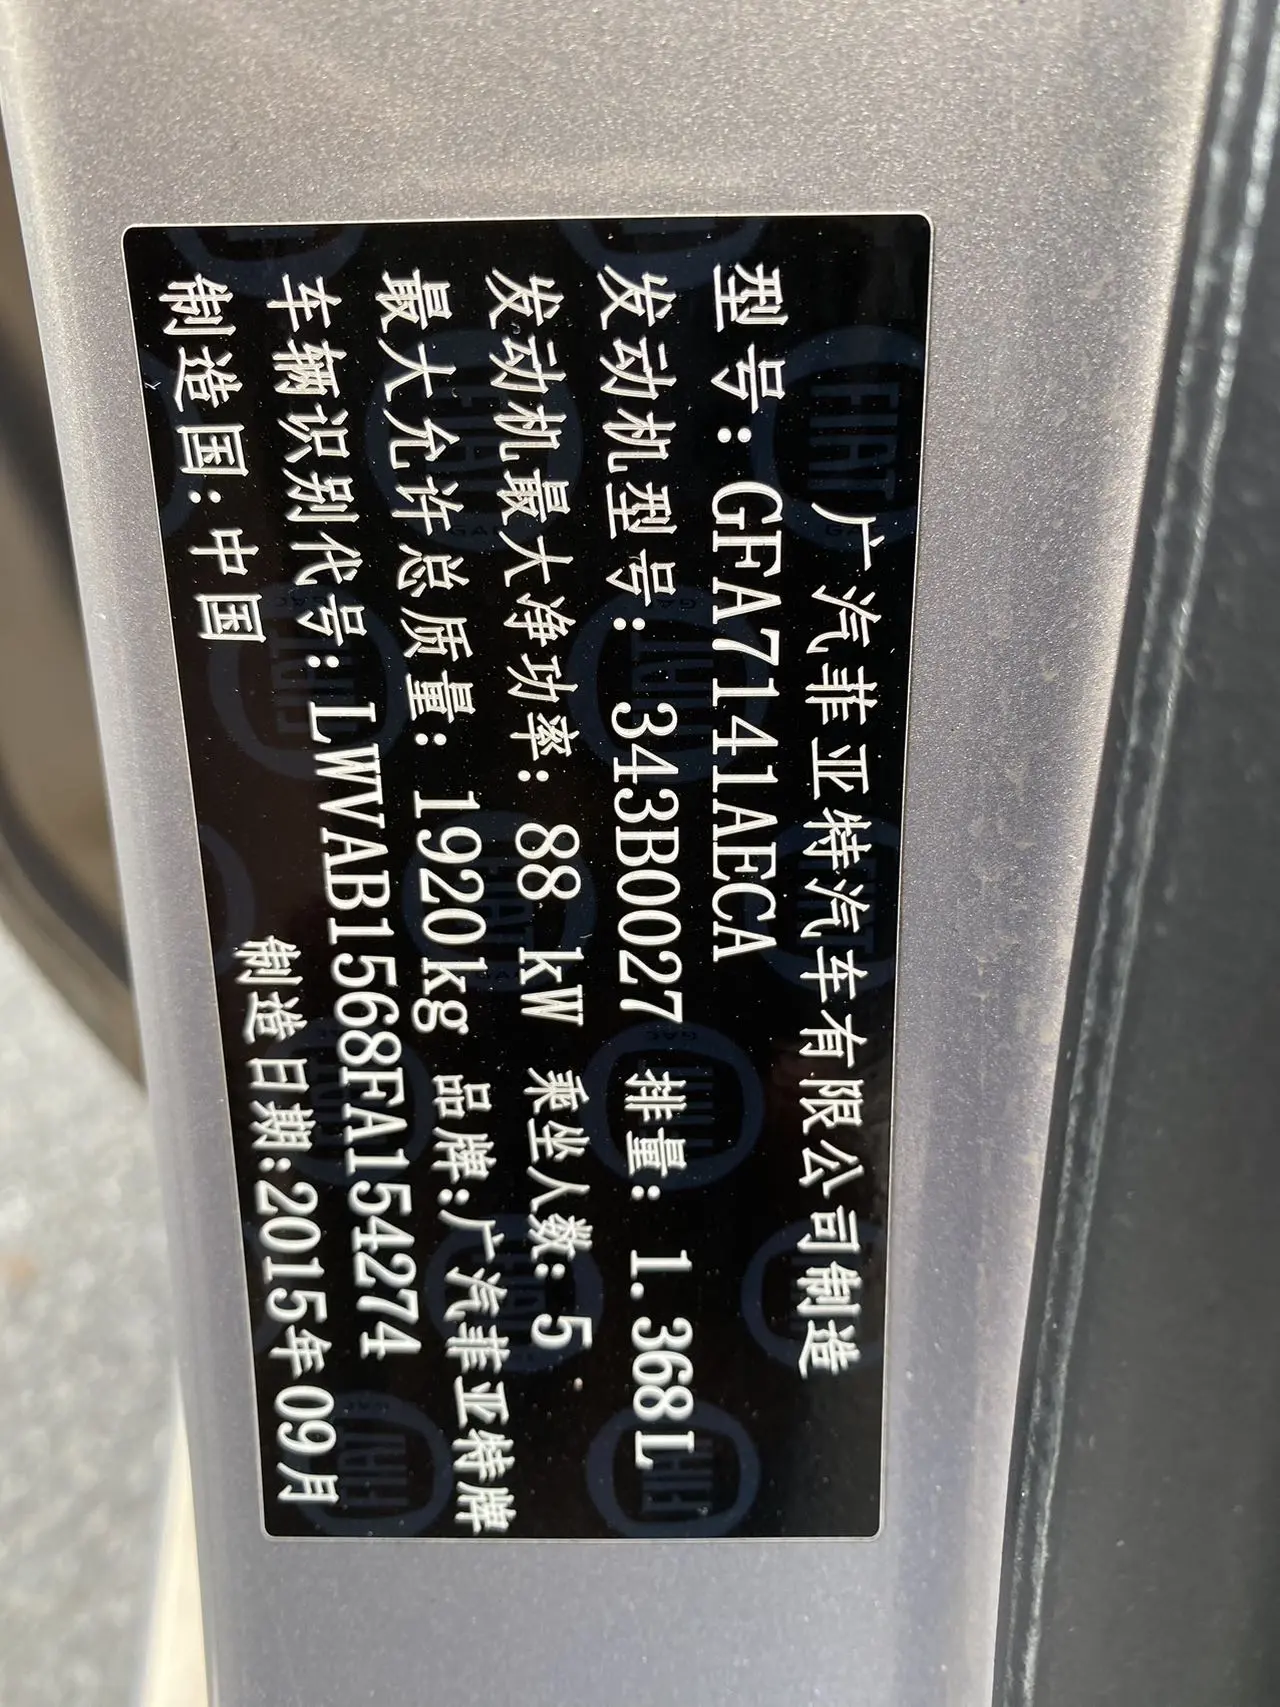 广汽菲亚特汽车有限公司制造
型号:GFA7141AECA
发动机型号:343B0027 排量:1.368L
发动机最大净功率:88 kW 乘坐人数:5
最大允许总质量:1920kg 品牌:广汽菲亚特牌
车辆识别代号:LWVAB1568FA154274
制造国:中国 制造日期:2015年09月
FIAT
GAC